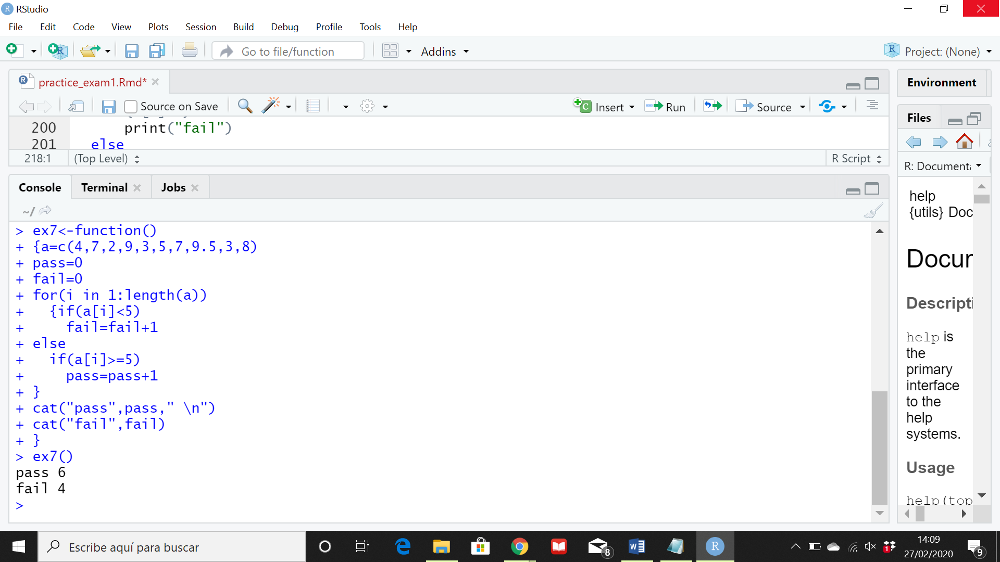 RStudio
File Edit Code View Plots Session Build Debug Profile Tools Help
Go to file/function Addins Project: (None)
practice_exam1.Rmd*
Source on Save Insert Run Source
200 print("fail")
201 else
218:1 (Top Level) R Script
Console Terminal Jobs
~/
> ex7<-function()
+ {a=c(4,7,2,9,3,5,7,9.5,3,8)
+ pass=0
+ fail=0
+ for(i in 1:length(a))
+   {if(a[i]<5)
+     fail=fail+1
+ else
+   if(a[i]>=5)
+     pass=pass+1
+ }
+ cat("pass",pass," \n")
+ cat("fail",fail)
+ }
> ex7()
pass 6
fail 4
>
Environment
Files
R: Documenta
help
{utils} Doc
Docum
Descripti
help is
the
primary
interface
to the
help
systems.
Usage
help(top
Escribe aquí para buscar
8
1
14:09
27/02/2020
9